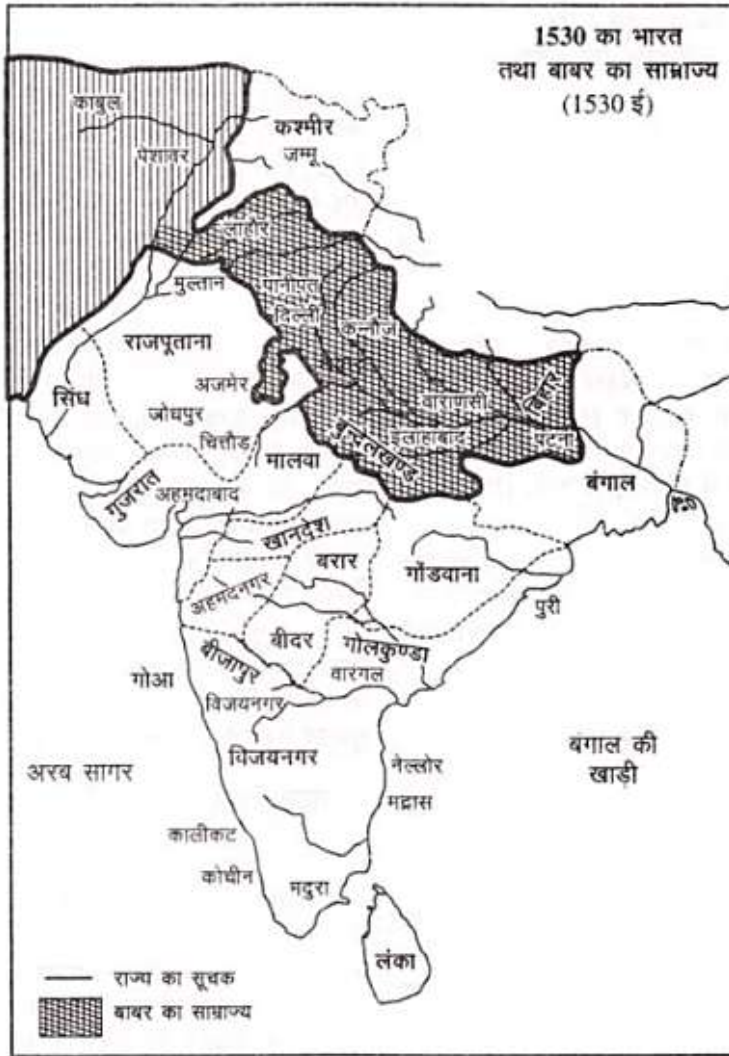 1530 का भारत
तथा बाबर का साम्राज्य
(1530 ई)
काबुल
पेशावर
कश्मीर
जम्मू
लाहौर
मुल्तान
पानीपत
दिल्ली
कन्नौज
राजपूताना
अजमेर
सिंध
जोधपुर
चित्तौड़
वाराणसी
बिहार
इलाहाबाद
पटना
बुन्देलखण्ड
मालवा
बंगाल
गुजरात
अहमदाबाद
खानदेश
बरार
गोंडवाना
अहमदनगर
पुरी
बीदर
गोलकुण्डा
बीजापुर
वारंगल
गोआ
विजयनगर
विजयनगर
अरब सागर
बंगाल की
खाड़ी
नेल्लोर
मद्रास
कालीकट
कोचीन
मदुरा
लंका
राज्य का सूचक
बाबर का साम्राज्य